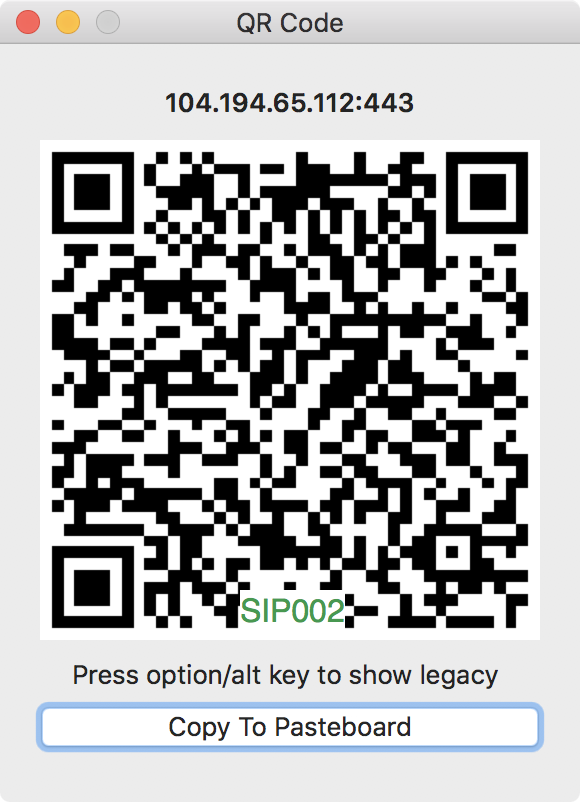 QR Code
104.194.65.112:443
SIP002
Press option/alt key to show legacy
Copy To Pasteboard